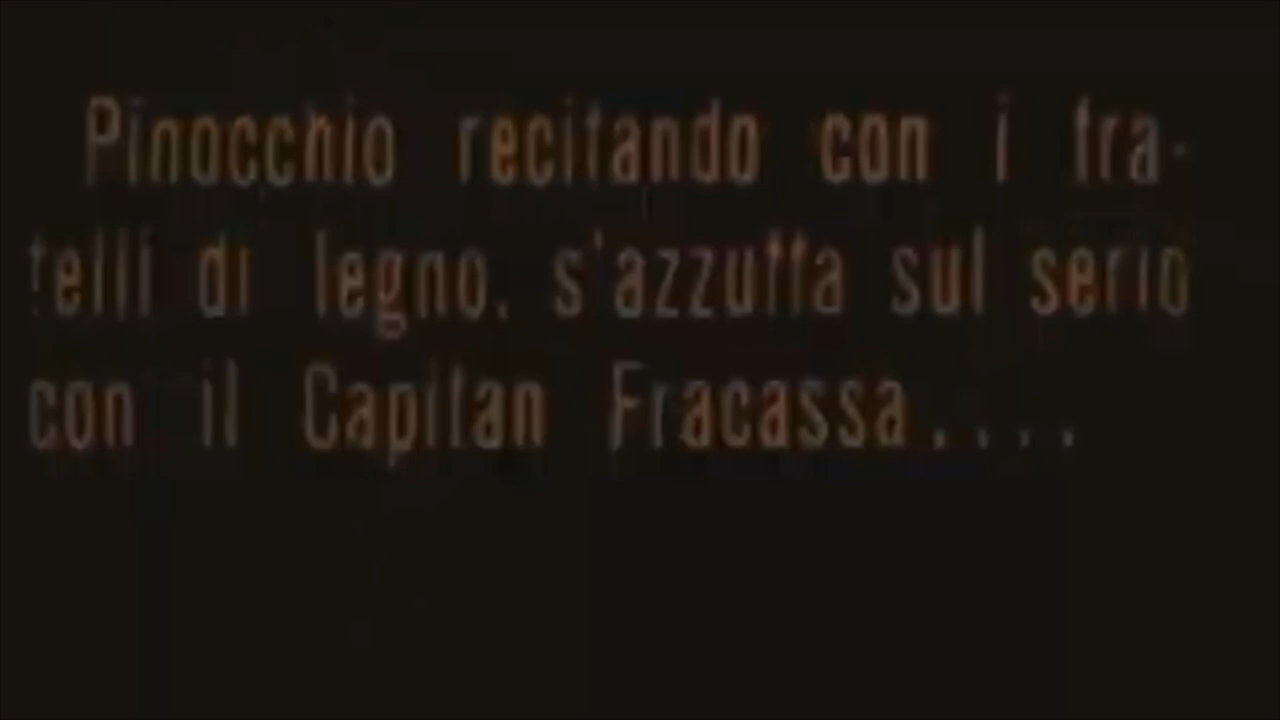 Pinocchio recitando con i fra-
telli di legno, s'azzuffa sul serio
con il Capitan Fracassa....